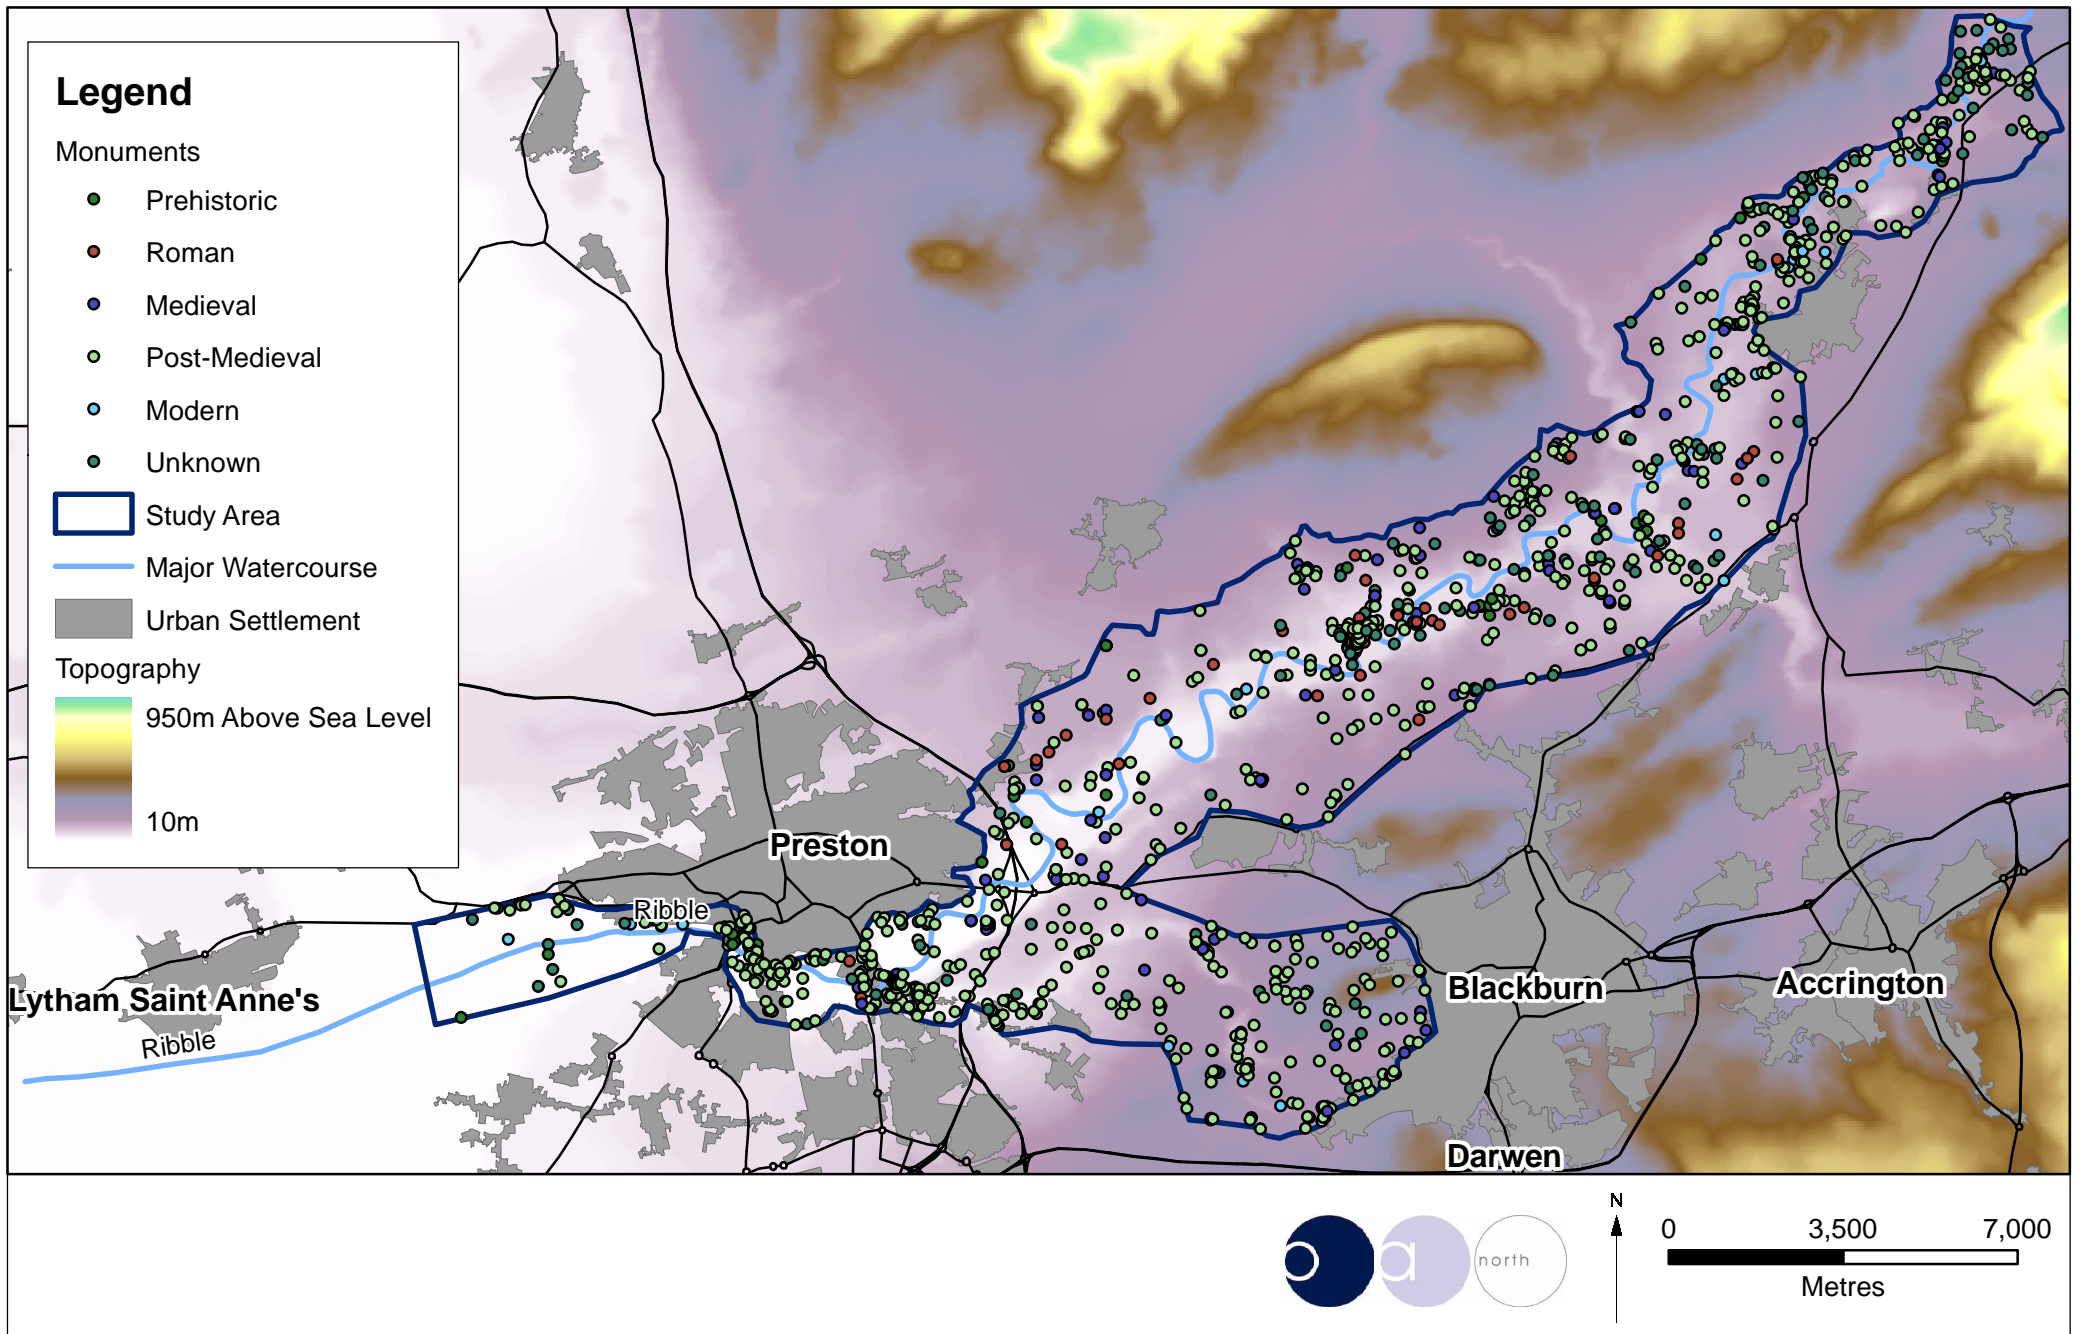 Legend
Monuments
Prehistoric
Roman
Medieval
Post-Medieval
Modern
Unknown
Study Area
Major Watercourse
Urban Settlement
Topography
950m Above Sea Level
10m
Preston
Ribble
Lytham Saint Anne's
Ribble
Blackburn
Accrington
Darwen
o a north
N
0 3,500 7,000
Metres